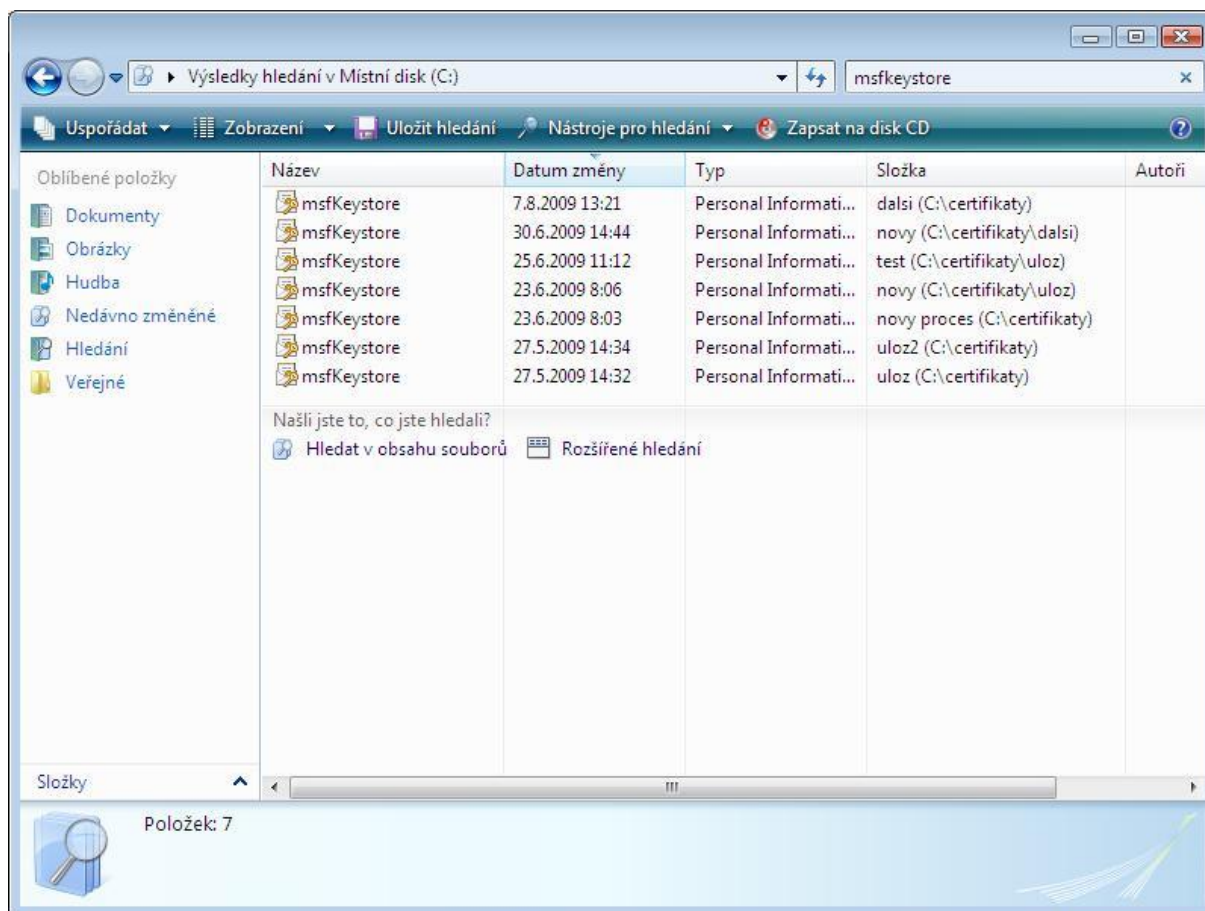 Výsledky hledání v Místní disk (C:) msfkeystore
Uspořádat Zobrazení Uložit hledání Nástroje pro hledání Zapsat na disk CD
Oblíbené položky
Dokumenty
Obrázky
Hudba
Nedávno změněné
Hledání
Veřejné
Název Datum změny Typ Složka Autoři
msfKeystore 7.8.2009 13:21 Personal Informati... dalsi (C:\certifikaty)
msfKeystore 30.6.2009 14:44 Personal Informati... novy (C:\certifikaty\dalsi)
msfKeystore 25.6.2009 11:12 Personal Informati... test (C:\certifikaty\uloz)
msfKeystore 23.6.2009 8:06 Personal Informati... novy (C:\certifikaty\uloz)
msfKeystore 23.6.2009 8:03 Personal Informati... novy proces (C:\certifikaty)
msfKeystore 27.5.2009 14:34 Personal Informati... uloz2 (C:\certifikaty)
msfKeystore 27.5.2009 14:32 Personal Informati... uloz (C:\certifikaty)
Našli jste to, co jste hledali?
Hledat v obsahu souborů Rozšířené hledání
Složky
Položek: 7